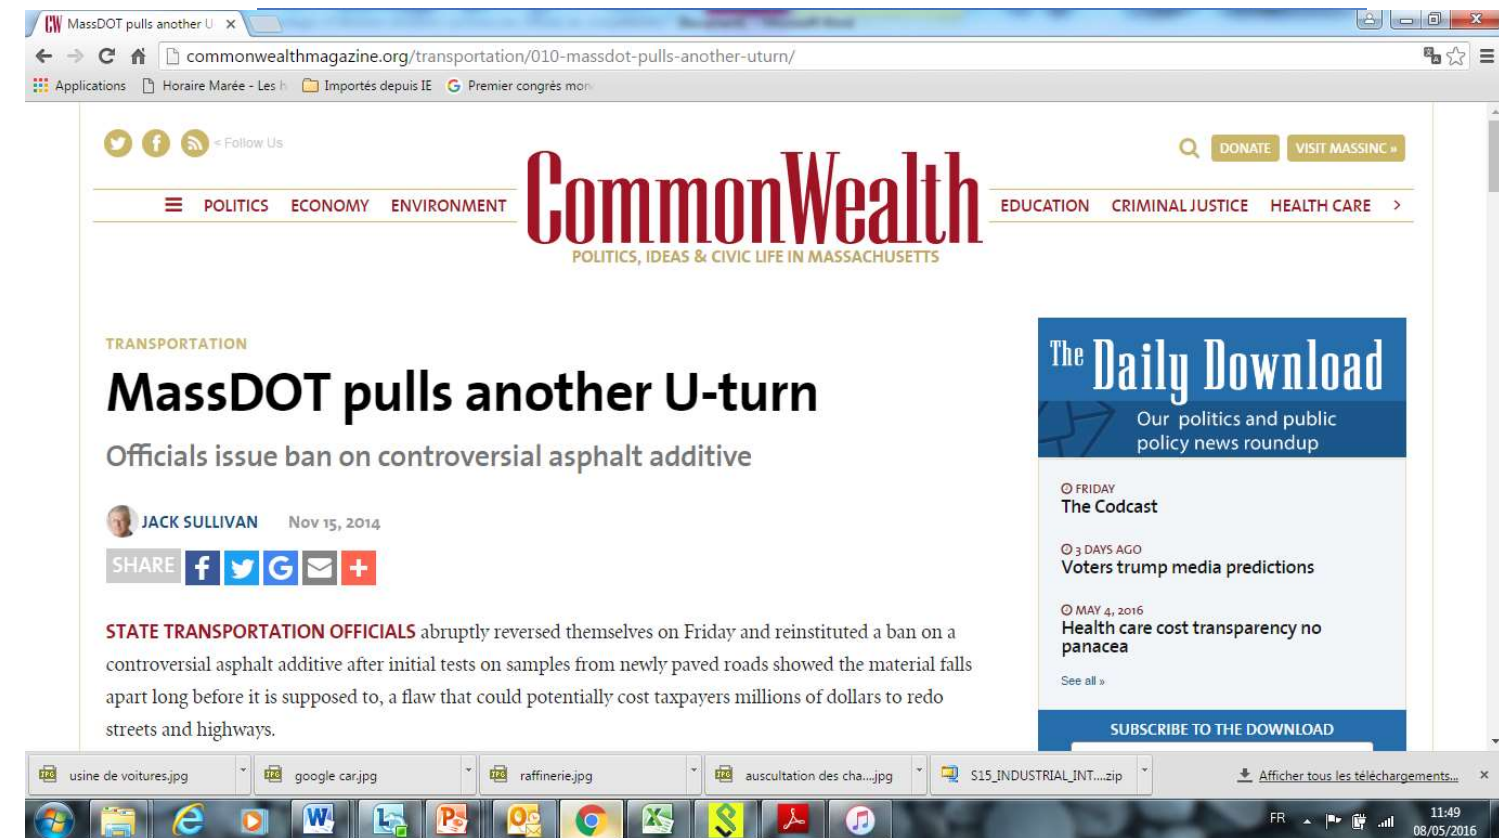 MassDOT pulls another U
commonwealthmagazine.org/transportation/010-massdot-pulls-another-uturn/
Applications Horaire Marée - Les h Importés depuis IE Premier congrès mon
< Follow Us
DONATE VISIT MASSINC »
POLITICS ECONOMY ENVIRONMENT CommonWealth EDUCATION CRIMINAL JUSTICE HEALTH CARE >
POLITICS, IDEAS & CIVIC LIFE IN MASSACHUSETTS
TRANSPORTATION
MassDOT pulls another U-turn
Officials issue ban on controversial asphalt additive
JACK SULLIVAN Nov 15, 2014
SHARE
STATE TRANSPORTATION OFFICIALS abruptly reversed themselves on Friday and reinstituted a ban on a
controversial asphalt additive after initial tests on samples from newly paved roads showed the material falls
apart long before it is supposed to, a flaw that could potentially cost taxpayers millions of dollars to redo
streets and highways.
The Daily Download
Our politics and public
policy news roundup
FRIDAY
The Codcast
3 DAYS AGO
Voters trump media predictions
MAY 4, 2016
Health care cost transparency no
panacea
See all »
SUBSCRIBE TO THE DOWNLOAD
usine de voitures.jpg google car.jpg raffinerie.jpg auscultation des cha....jpg S15_INDUSTRIAL_INT....zip Afficher tous les téléchargements...
FR 11:49
08/05/2016